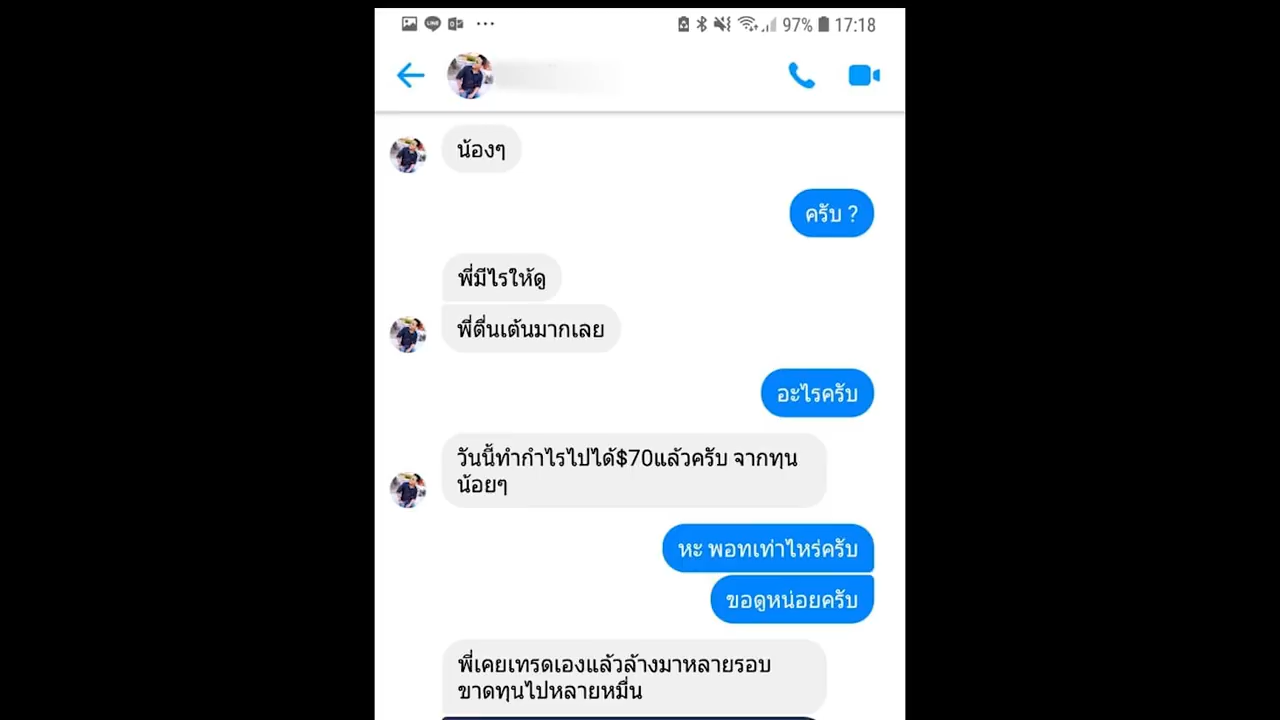 97% 17:18
น้องๆ
ครับ ?
พี่มีไรให้ดู
พี่ตื่นเต้นมากเลย
อะไรครับ
วันนี้ทำกำไรไปได้$70แล้วครับ จากทุน
น้อยๆ
หะ พอทเท่าไหร่ครับ
ขอดูหน่อยครับ
พี่เคยเทรดเองแล้วล้างมาหลายรอบ
ขาดทุนไปหลายหมื่น